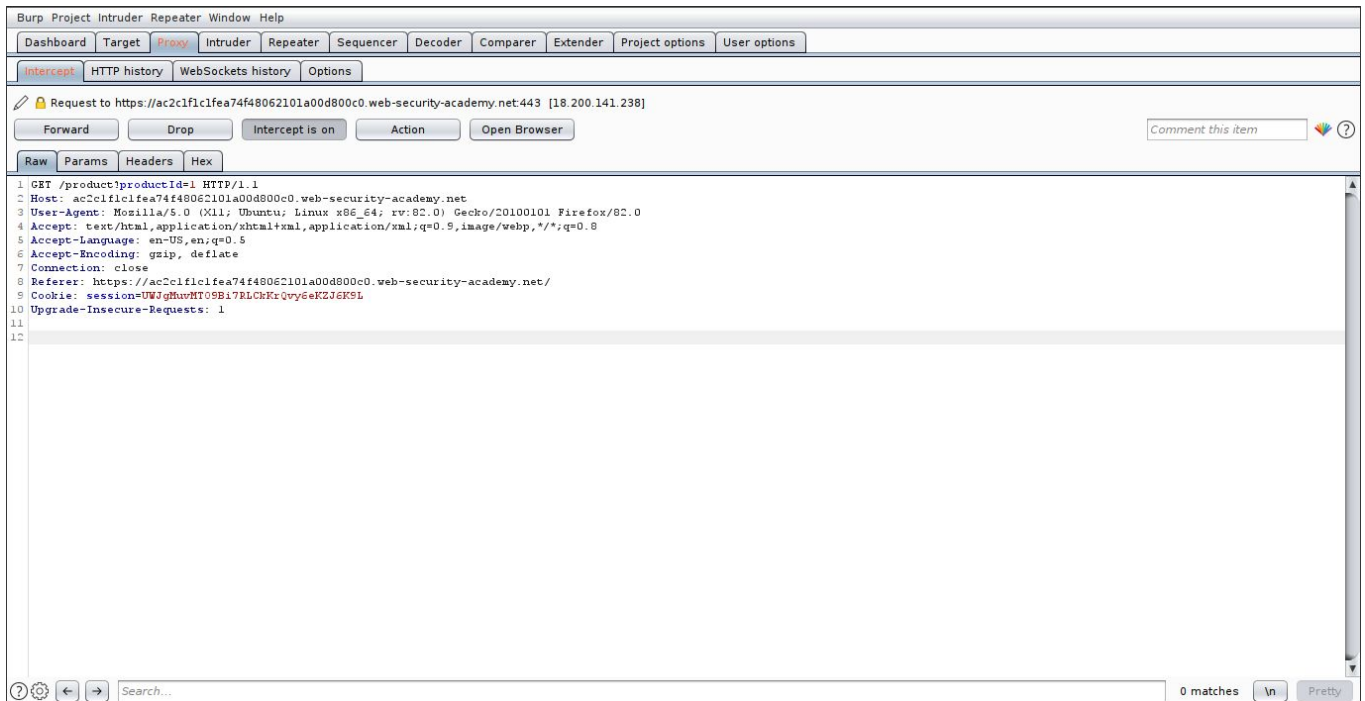 Burp Project Intruder Repeater Window Help
Dashboard Target Proxy Intruder Repeater Sequencer Decoder Comparer Extender Project options User options
Intercept HTTP history WebSockets history Options
Request to https://ac2c1f1c1fea74f48062101a00d800c0.web-security-academy.net:443 [18.200.141.238]
Forward Drop Intercept is on Action Open Browser Comment this item ?
Raw Params Headers Hex
1 GET /product?productId=1 HTTP/1.1
2 Host: ac2c1f1c1fea74f48062101a00d800c0.web-security-academy.net
3 User-Agent: Mozilla/5.0 (X11; Ubuntu; Linux x86_64; rv:82.0) Gecko/20100101 Firefox/82.0
4 Accept: text/html,application/xhtml+xml,application/xml;q=0.9,image/webp,*/*;q=0.8
5 Accept-Language: en-US,en;q=0.5
6 Accept-Encoding: gzip, deflate
7 Connection: close
8 Referer: https://ac2c1f1c1fea74f48062101a00d800c0.web-security-academy.net/
9 Cookie: session=UWJgMuvMTO9Bi7RLCkKrQvy6eKZJ6K9L
10 Upgrade-Insecure-Requests: 1
11
12
? ← → Search... 0 matches \n Pretty